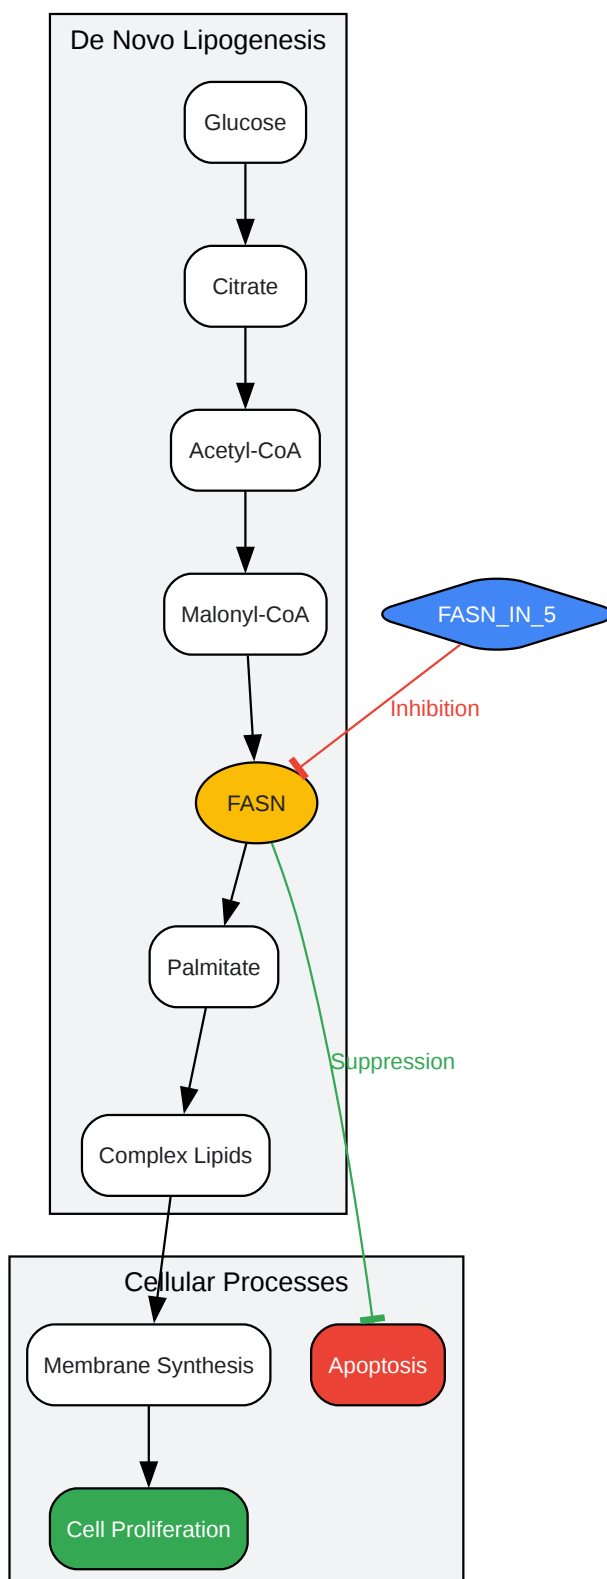 De Novo Lipogenesis
Glucose
Citrate
Acetyl-CoA
Malonyl-CoA
FASN_IN_5
Inhibition
FASN
Palmitate
Suppression
Complex Lipids
Cellular Processes
Membrane Synthesis
Apoptosis
Cell Proliferation